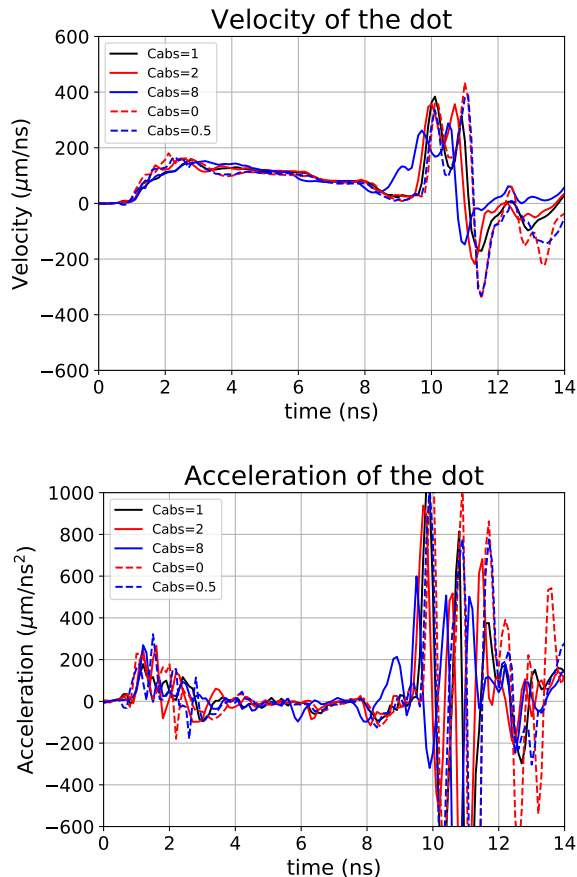 Velocity of the dot
Velocity (μm/ns)
600
400
200
0
−200
−400
−600
Cabs=1
Cabs=2
Cabs=8
Cabs=0
Cabs=0.5
0 2 4 6 8 10 12 14
time (ns)
Acceleration of the dot
Acceleration (μm/ns²)
1000
800
600
400
200
0
−200
−400
−600
Cabs=1
Cabs=2
Cabs=8
Cabs=0
Cabs=0.5
0 2 4 6 8 10 12 14
time (ns)